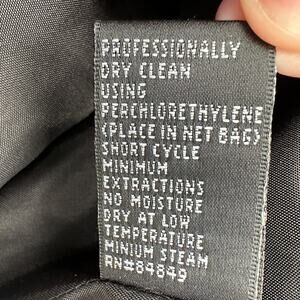 PROFESSIONALLY
DRY CLEAN
USING
PERCHLORETHYLENE
(PLACE IN NET BAG)
SHORT CYCLE
MINIMUM
EXTRACTIONS
NO MOISTURE
DRY AT LOW
TEMPERATURE
MINIUM STEAM
RN#84849